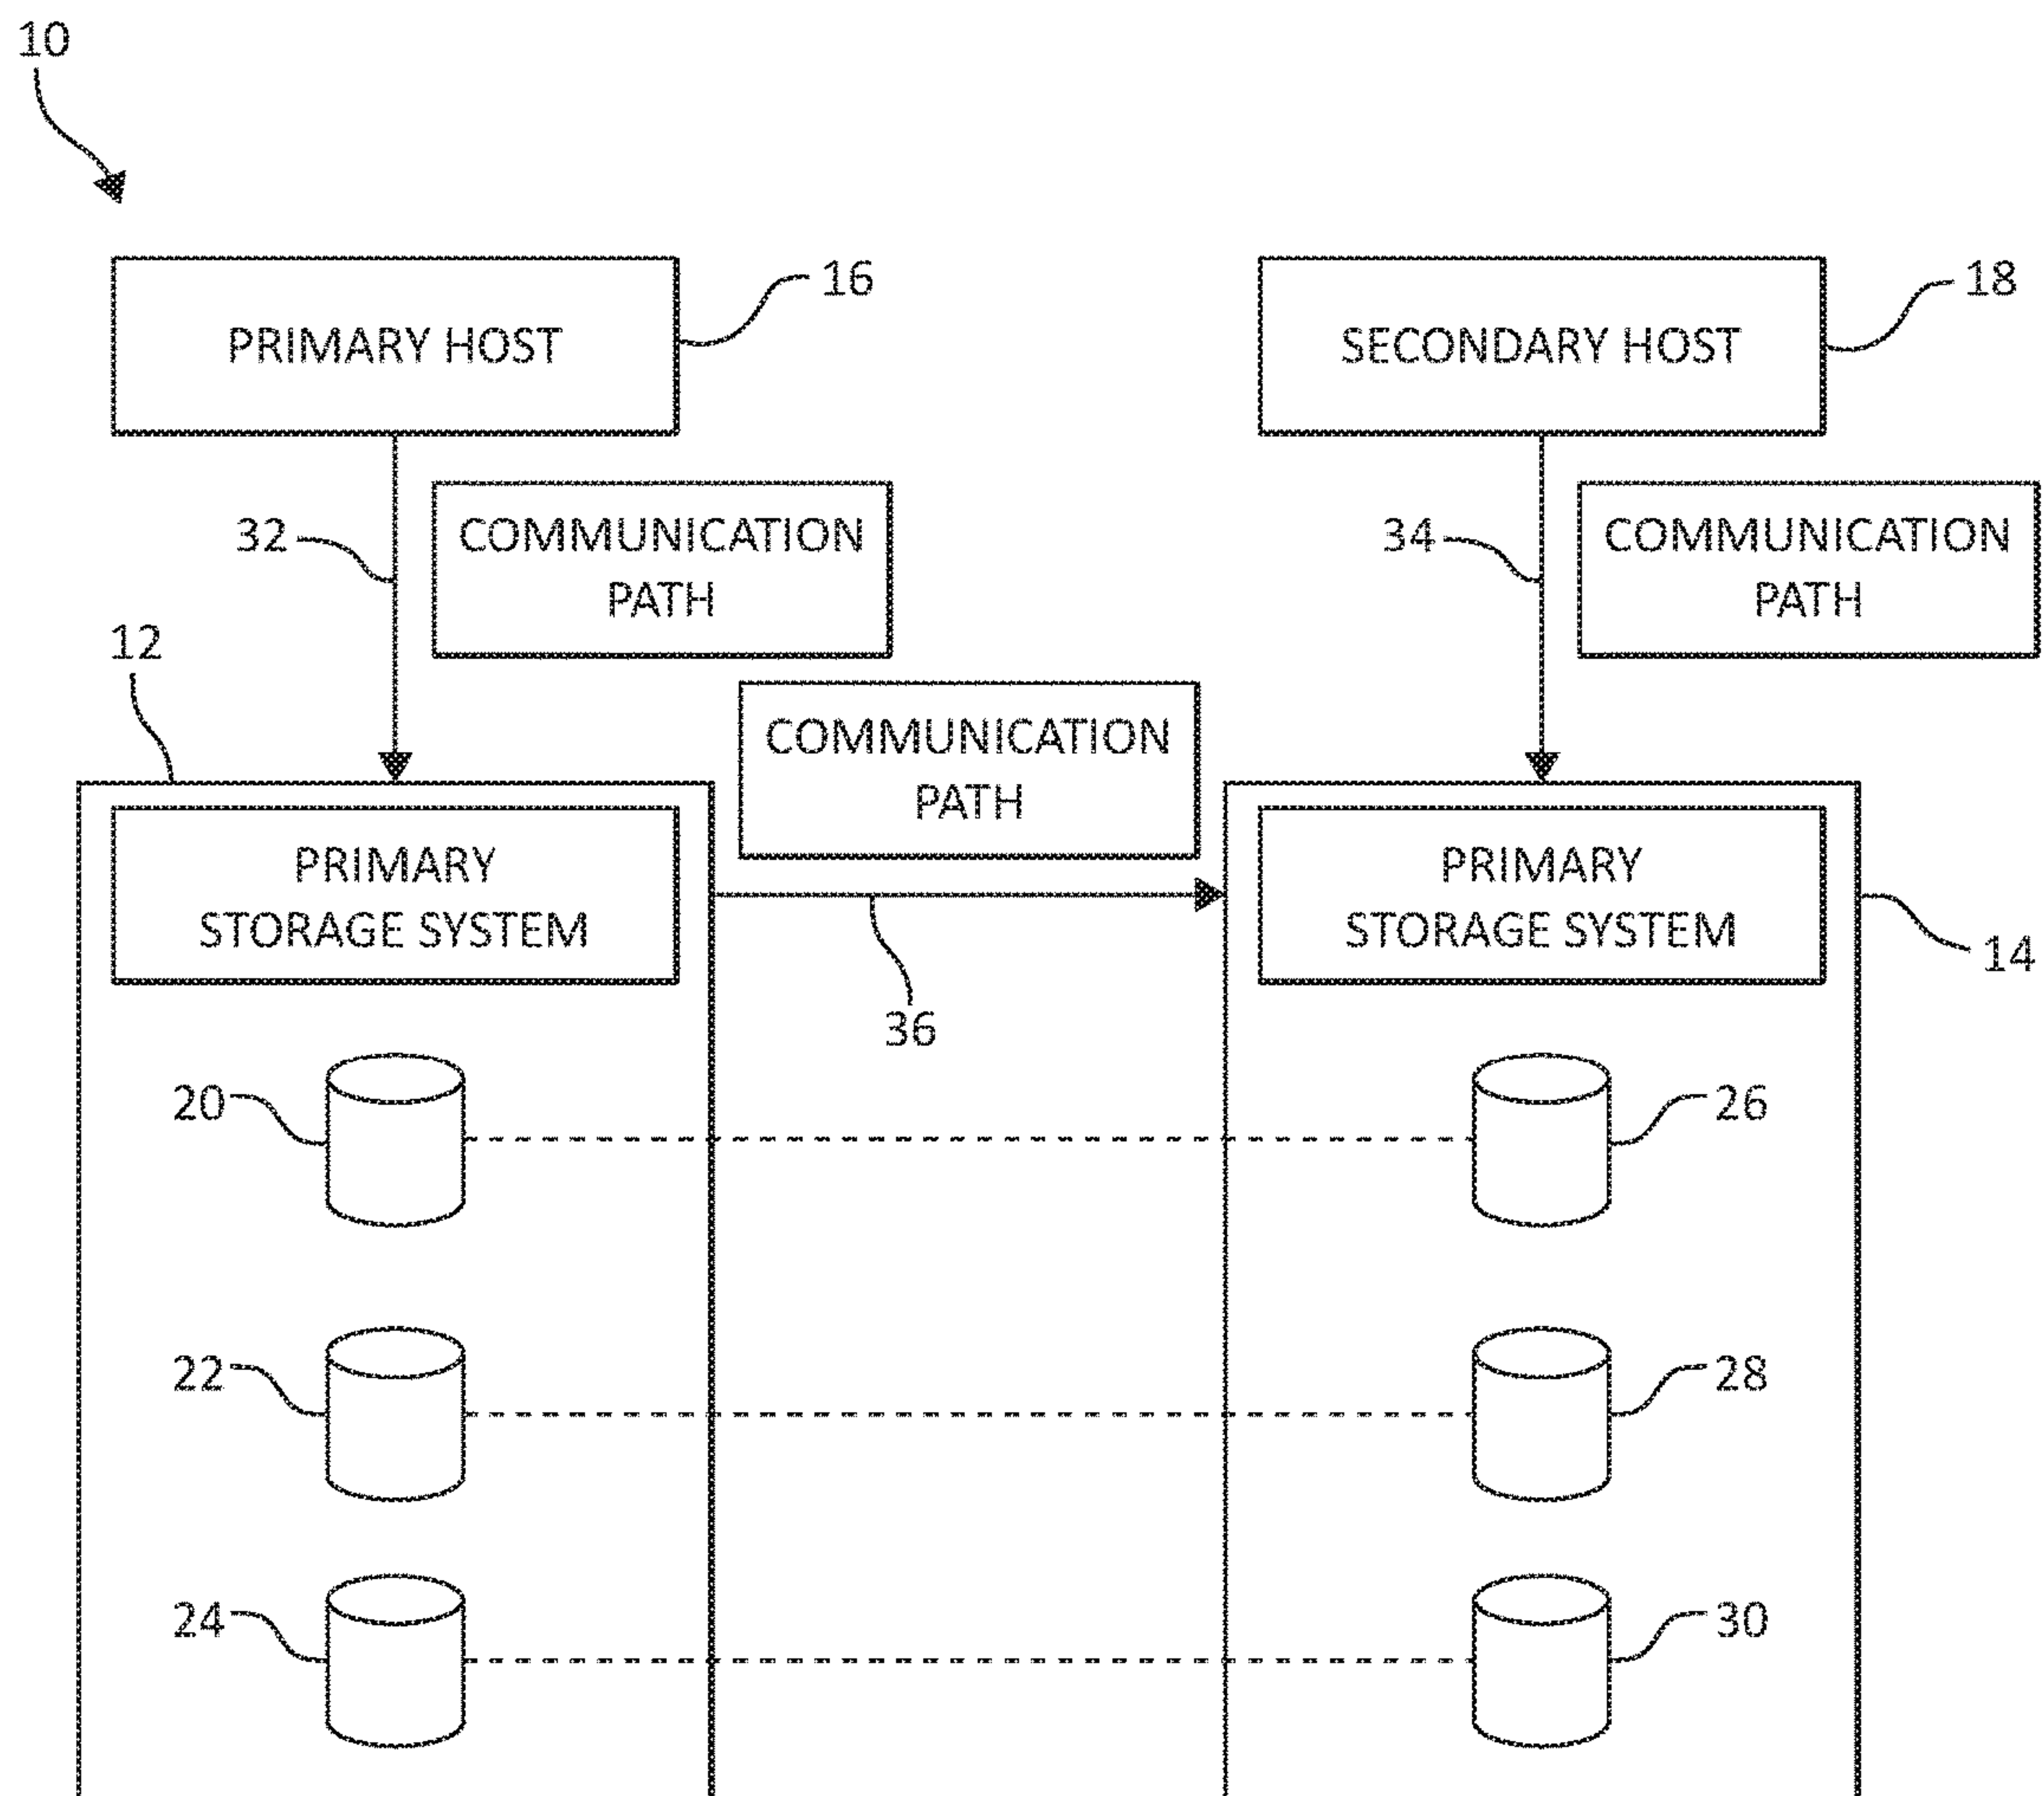 10
PRIMARY HOST
16
SECONDARY HOST
18
32
COMMUNICATION
PATH
34
COMMUNICATION
PATH
12
COMMUNICATION
PATH
PRIMARY
STORAGE SYSTEM
PRIMARY
STORAGE SYSTEM
14
36
20
26
22
28
24
30